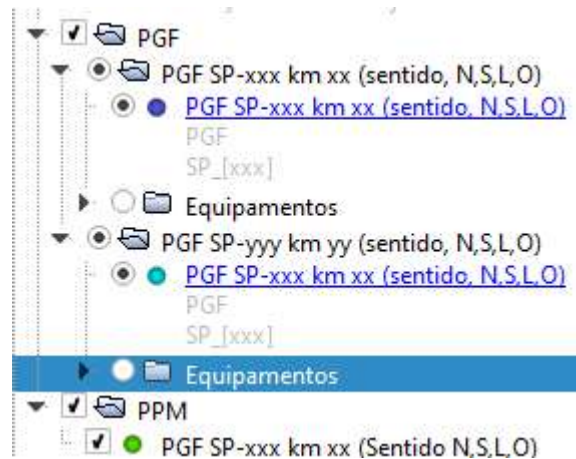 PGF
PGF SP-xxx km xx (sentido, N,S,L,O)
PGF SP-xxx km xx (sentido, N,S,L,O)
PGF
SP_[xxx]
Equipamentos
PGF SP-yyy km yy (sentido, N,S,L,O)
PGF SP-xxx km xx (sentido, N,S,L,O)
PGF
SP_[xxx]
Equipamentos
PPM
PGF SP-xxx km xx (Sentido N,S,L,O)